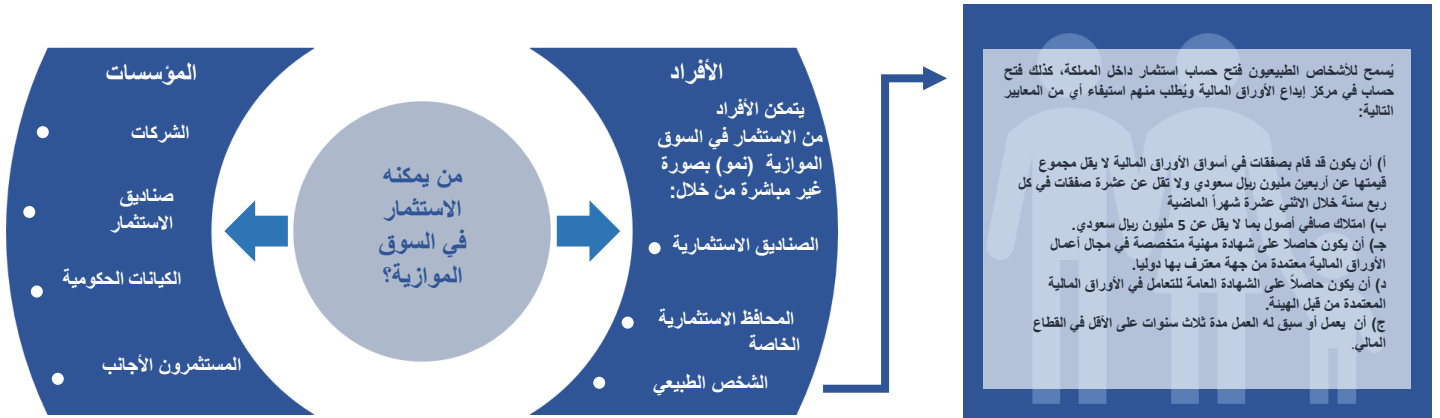 من يمكنه
الاستثمار
في السوق
الموازية؟
الأفراد
يتمكن الأفراد
من الاستثمار في السوق
الموازية (نمو) بصورة
غير مباشرة من خلال:
الصناديق الاستثمارية
المحافظ الاستثمارية
الخاصة
الشخص الطبيعي
يُسمح للأشخاص الطبيعيون فتح حساب استثمار داخل المملكة، كذلك فتح
حساب في مركز إيداع الأوراق المالية ويُطلب منهم استيفاء أي من المعايير
التالية:
أ) أن يكون قد قام بصفقات في أسواق الأوراق المالية لا يقل مجموع
قيمتها عن أربعين مليون ريال سعودي ولا تقل عن عشرة صفقات في كل
ربع سنة خلال الاثني عشرة شهراً الماضية
ب) امتلاك صافي أصول بما لا يقل عن 5 مليون ريال سعودي.
جـ) أن يكون حاصلا على شهادة مهنية متخصصة في مجال أعمال
الأوراق المالية معتمدة من جهة معترف بها دوليا.
د) أن يكون حاصلاً على الشهادة العامة للتعامل في الأوراق المالية
المعتمدة من قبل الهيئة.
ج) أن يعمل أو سبق له العمل مدة ثلاث سنوات على الأقل في القطاع
المالي.
المؤسسات
الشركات
صناديق
الاستثمار
الكيانات الحكومية
المستثمرون الأجانب